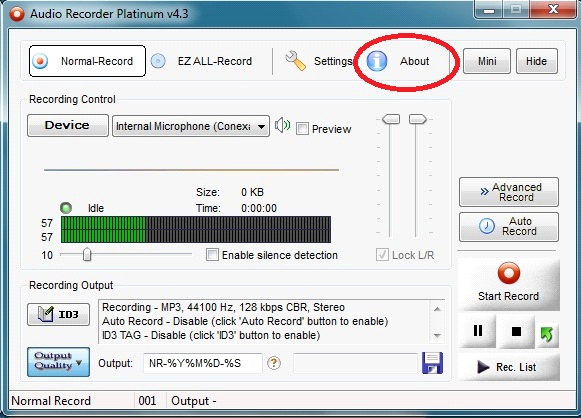 Audio Recorder Platinum v4.3
Normal-Record
EZ ALL-Record
Settings
About
Mini
Hide
Recording Control
Device
Internal Microphone (Conexa
Preview
Size: 0 KB
Idle
Time: 0:00:00
57
57
10
Enable silence detection
Lock L/R
Advanced Record
Auto Record
Start Record
Rec. List
Recording Output
ID3
Recording - MP3, 44100 Hz, 128 kbps CBR, Stereo
Auto Record - Disable (click 'Auto Record' button to enable)
ID3 TAG - Disable (click 'ID3' button to enable)
Output Quality
Output: NR-%Y%M%D-%S
?
Normal Record
001
Output -